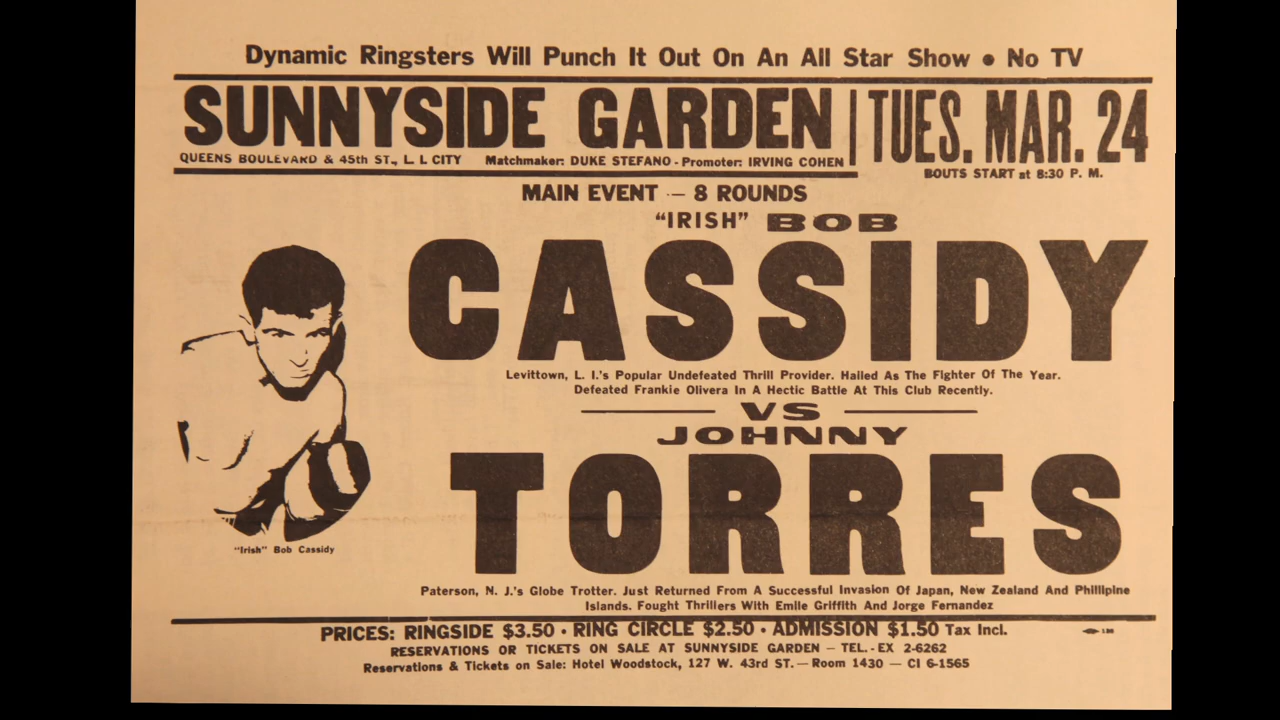 Dynamic Ringsters Will Punch It Out On An All Star Show • No TV
SUNNYSIDE GARDEN
QUEENS BOULEVARD & 45th ST., L. I. CITY Matchmaker: DUKE STEFANO - Promoter: IRVING COHEN
TUES. MAR. 24
BOUTS START at 8:30 P. M.
MAIN EVENT — 8 ROUNDS
"IRISH" BOB
CASSIDY
Levittown, L. I.'s Popular Undefeated Thrill Provider. Hailed As The Fighter Of The Year.
Defeated Frankie Olivera In A Hectic Battle At This Club Recently.
VS
JOHNNY
TORRES
"Irish" Bob Cassidy
Paterson, N. J.'s Globe Trotter. Just Returned From A Successful Invasion Of Japan, New Zealand And Phillipine
Islands. Fought Thrillers With Emile Griffith And Jorge Fernandez
PRICES: RINGSIDE $3.50 · RING CIRCLE $2.50 · ADMISSION $1.50 Tax Incl.
RESERVATIONS OR TICKETS ON SALE AT SUNNYSIDE GARDEN — TEL. - EX 2-6262
Reservations & Tickets on Sale: Hotel Woodstock, 127 W. 43rd ST. — Room 1430 — CI 6-1565